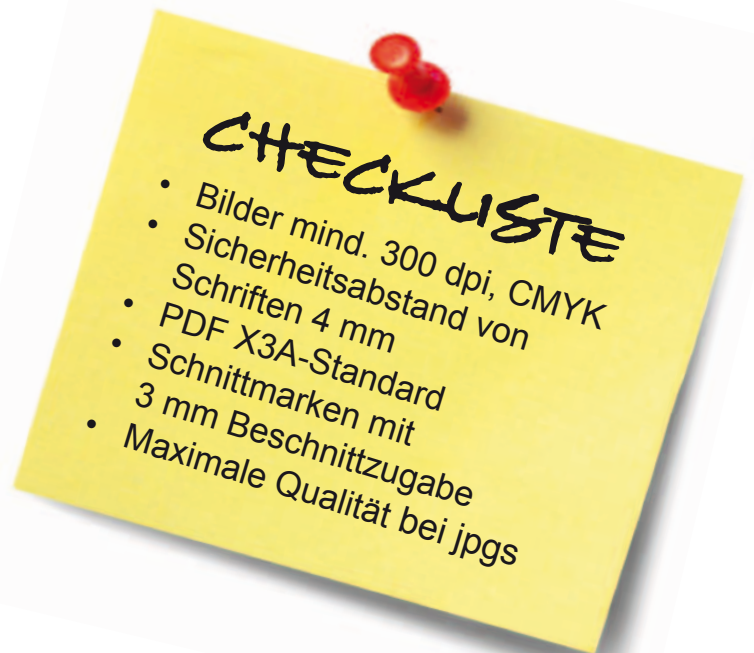 CHECKLISTE
• Bilder mind. 300 dpi, CMYK
• Sicherheitsabstand von
Schriften 4 mm
• PDF X3A-Standard
• Schnittmarken mit
3 mm Beschnittzugabe
• Maximale Qualität bei jpgs